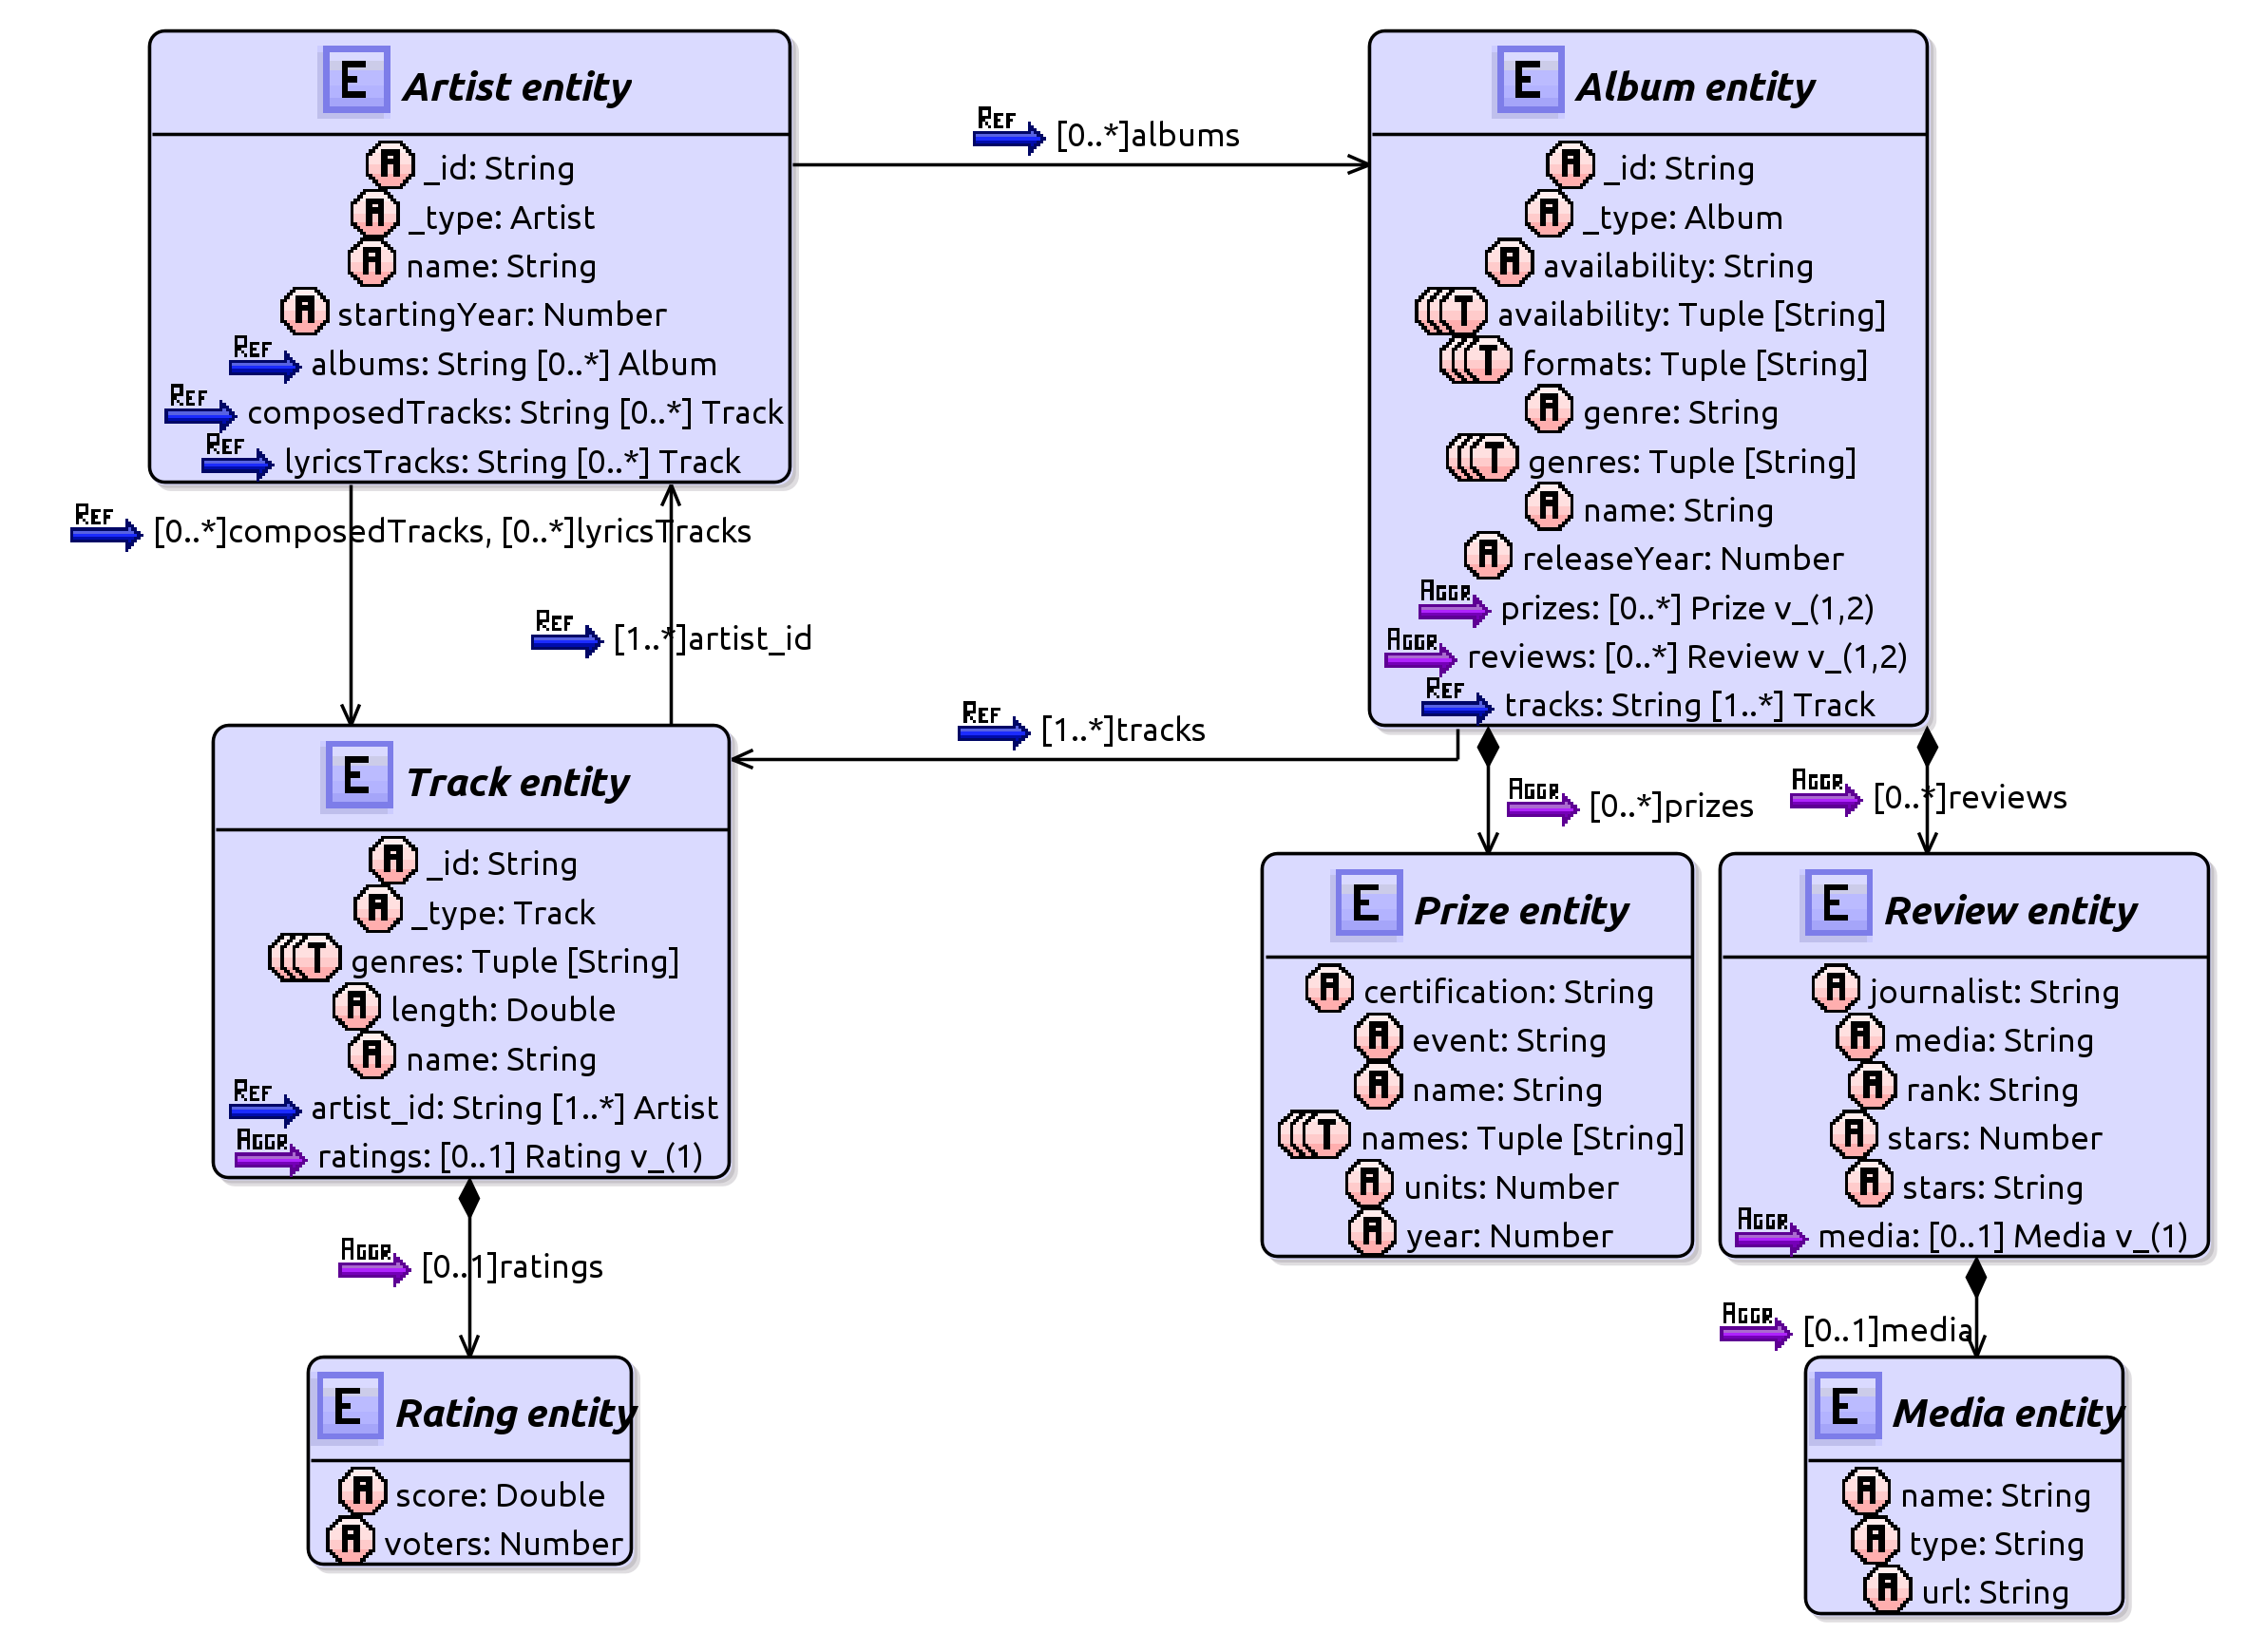 E Artist entity
A _id: String
A _type: Artist
A name: String
A startingYear: Number
REF albums: String [0..*] Album
REF composedTracks: String [0..*] Track
REF lyricsTracks: String [0..*] Track
REF [0..*]albums
E Album entity
A _id: String
A _type: Album
A availability: String
T availability: Tuple [String]
T formats: Tuple [String]
A genre: String
T genres: Tuple [String]
A name: String
A releaseYear: Number
AGGR prizes: [0..*] Prize v_(1,2)
AGGR reviews: [0..*] Review v_(1,2)
REF tracks: String [1..*] Track
REF [0..*]composedTracks, [0..*]lyricsTracks
REF [1..*]artist_id
REF [1..*]tracks
AGGR [0..*]prizes
AGGR [0..*]reviews
E Track entity
A _id: String
A _type: Track
T genres: Tuple [String]
A length: Double
A name: String
REF artist_id: String [1..*] Artist
AGGR ratings: [0..1] Rating v_(1)
E Prize entity
A certification: String
A event: String
A name: String
T names: Tuple [String]
A units: Number
A year: Number
E Review entity
A journalist: String
A media: String
A rank: String
A stars: Number
A stars: String
AGGR media: [0..1] Media v_(1)
AGGR [0..1]ratings
AGGR [0..1]media
E Rating entity
A score: Double
A voters: Number
E Media entity
A name: String
A type: String
A url: String